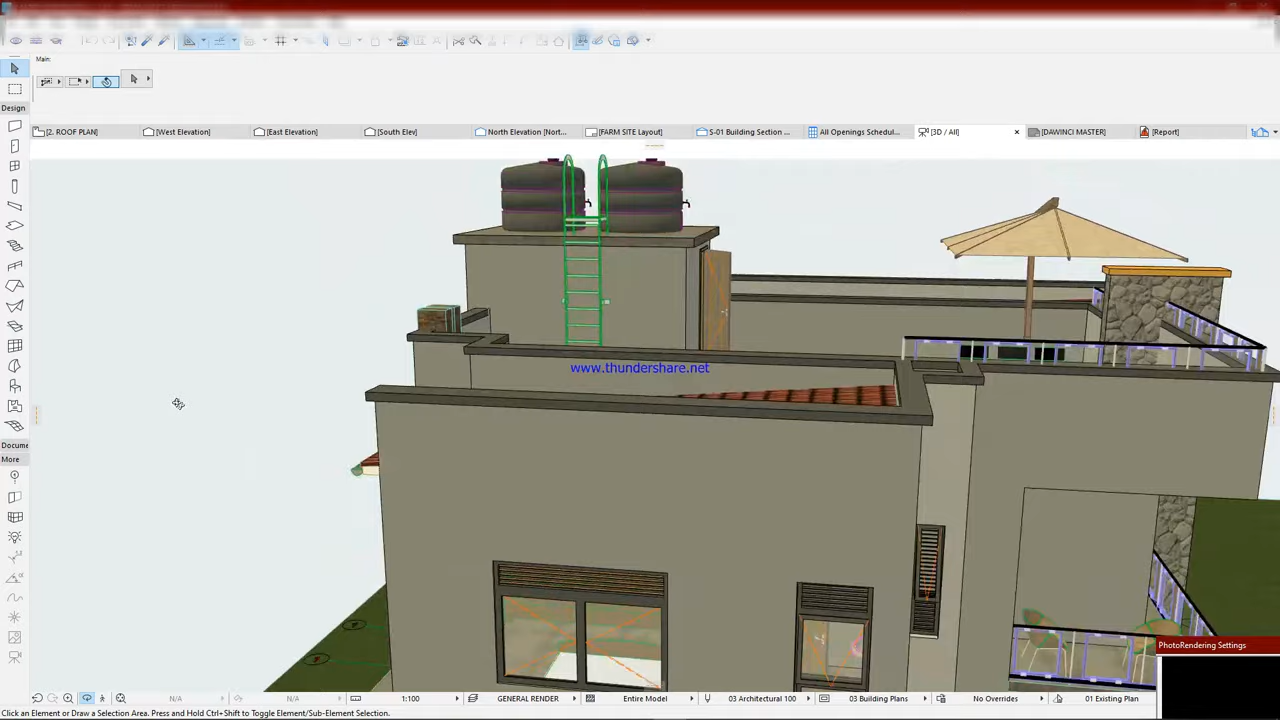 Main:
Design
[2. ROOF PLAN]
[West Elevation]
[East Elevation]
[South Elev]
North Elevation [Nort...
[FARM SITE Layout]
S-01 Building Section ...
All Openings Schedul...
[3D / All]
[DAWINCI MASTER]
[Report]
www.thundershare.net
Docume
More
PhotoRendering Settings
N/A
N/A
1:100
GENERAL RENDER
Entire Model
03 Architectural 100
03 Building Plans
No Overrides
01 Existing Plan
Click an Element or Draw a Selection Area. Press and Hold Ctrl+Shift to Toggle Element/Sub-Element Selection.